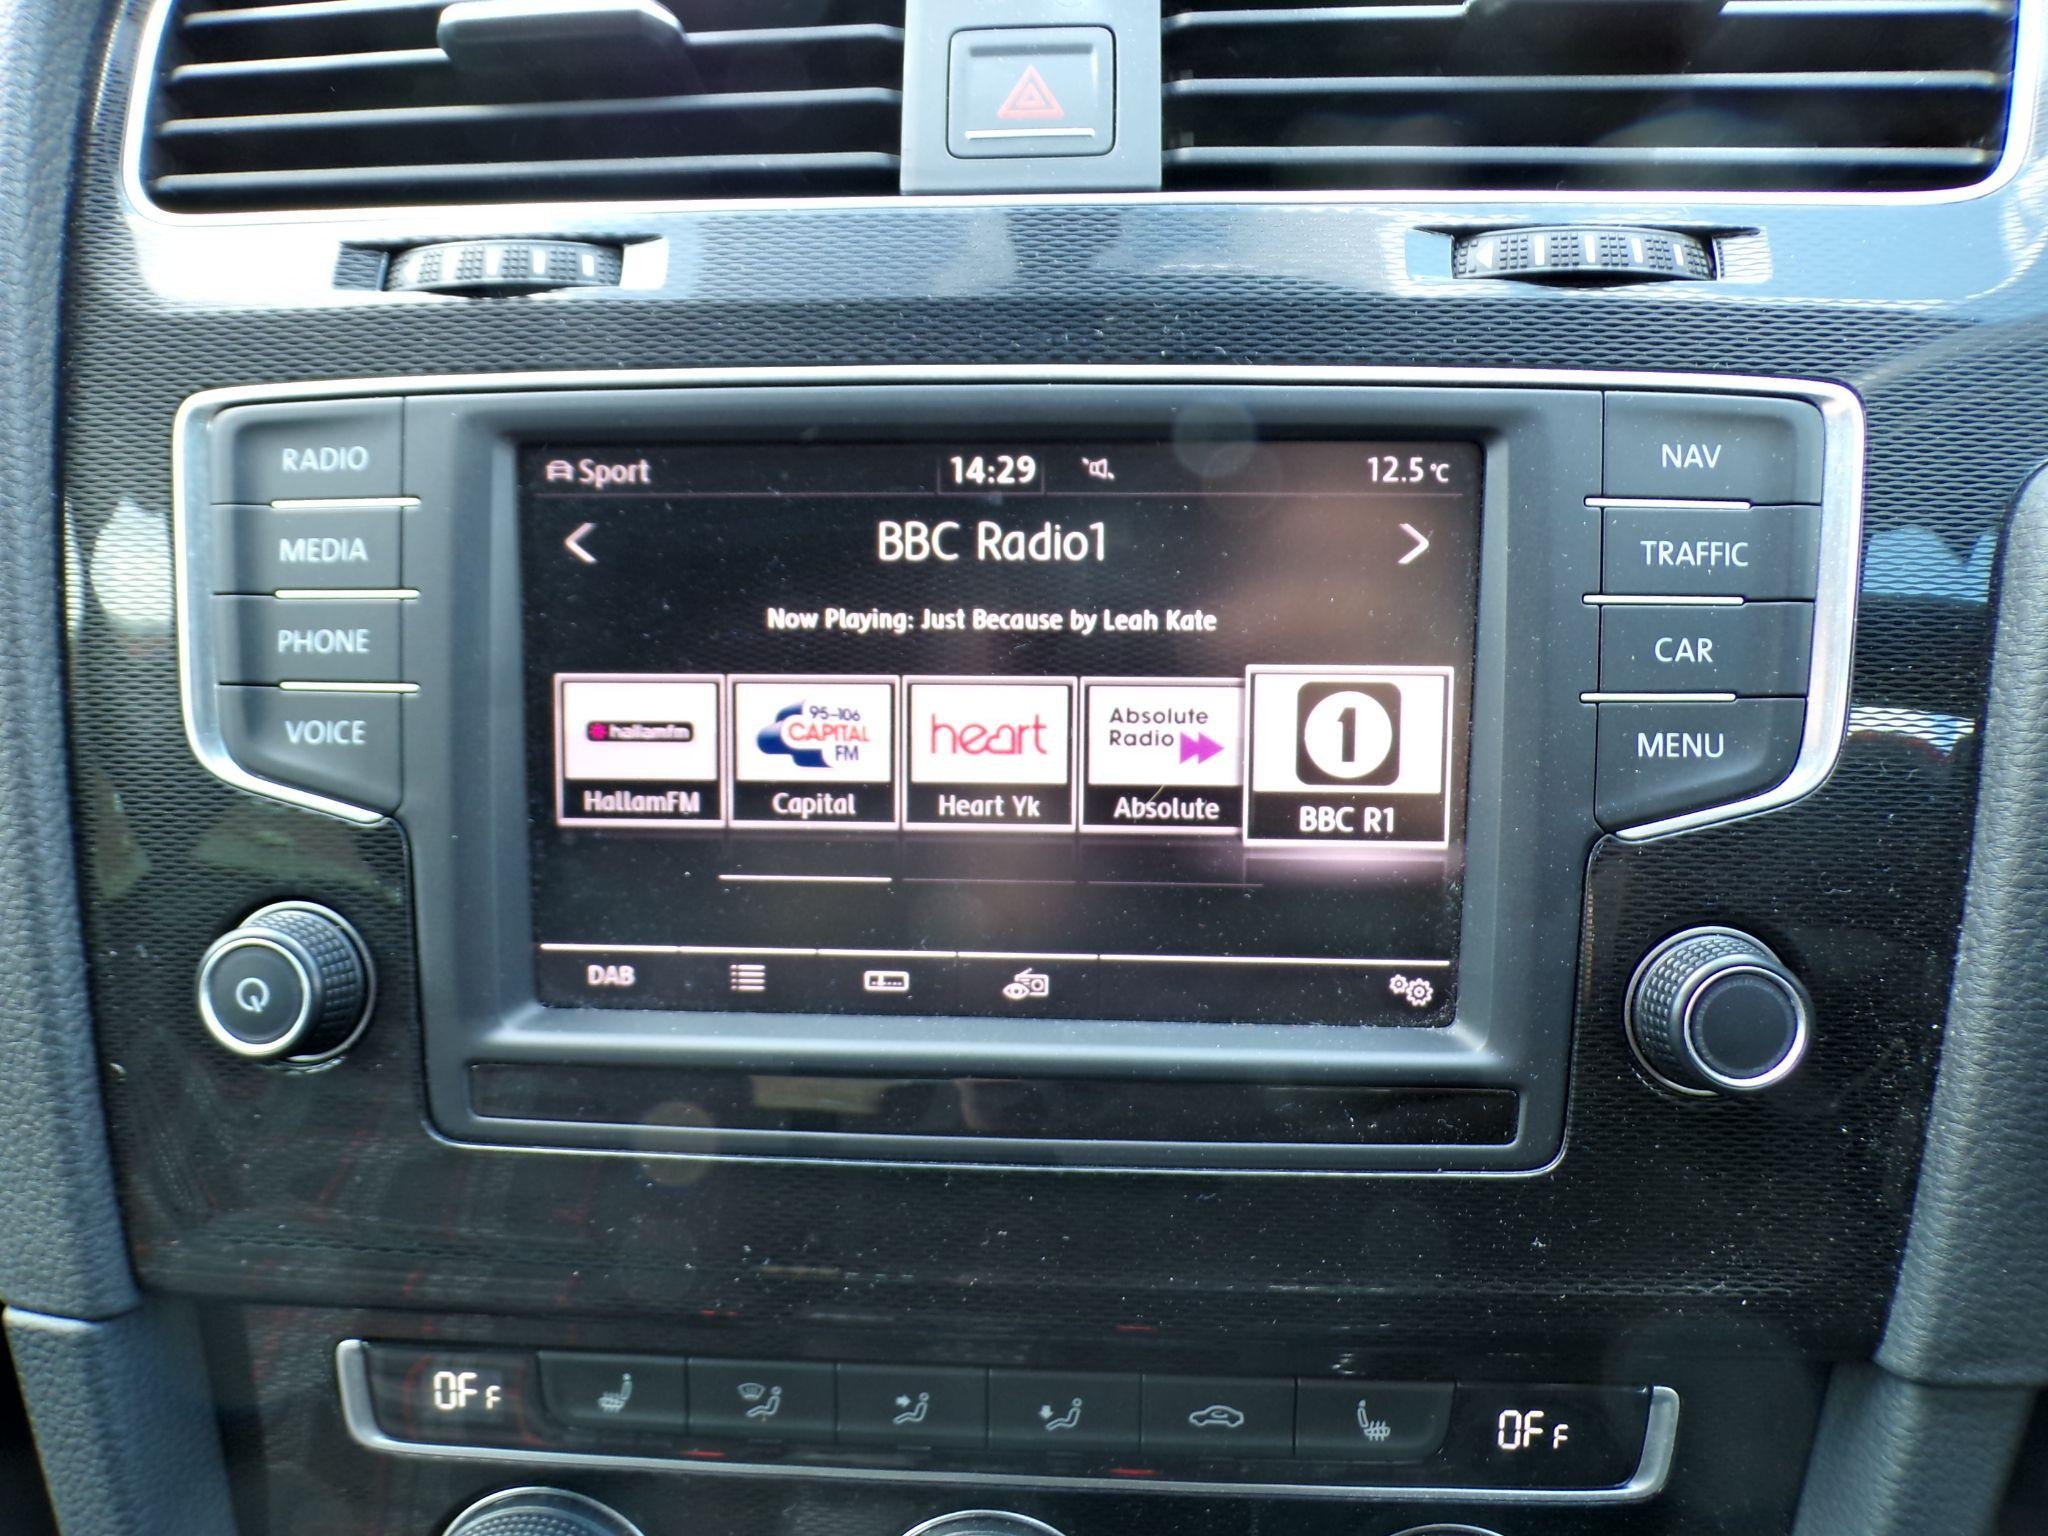 RADIO
MEDIA
PHONE
VOICE
NAV
TRAFFIC
CAR
MENU
Sport
14:29
12.5°C
BBC Radio1
Now Playing: Just Because by Leah Kate
hallamfm
HallamFM
95-106
CAPITAL
FM
Capital
heart
Heart Yk
Absolute
Radio
Absolute
1
BBC R1
DAB
OFF
OFF